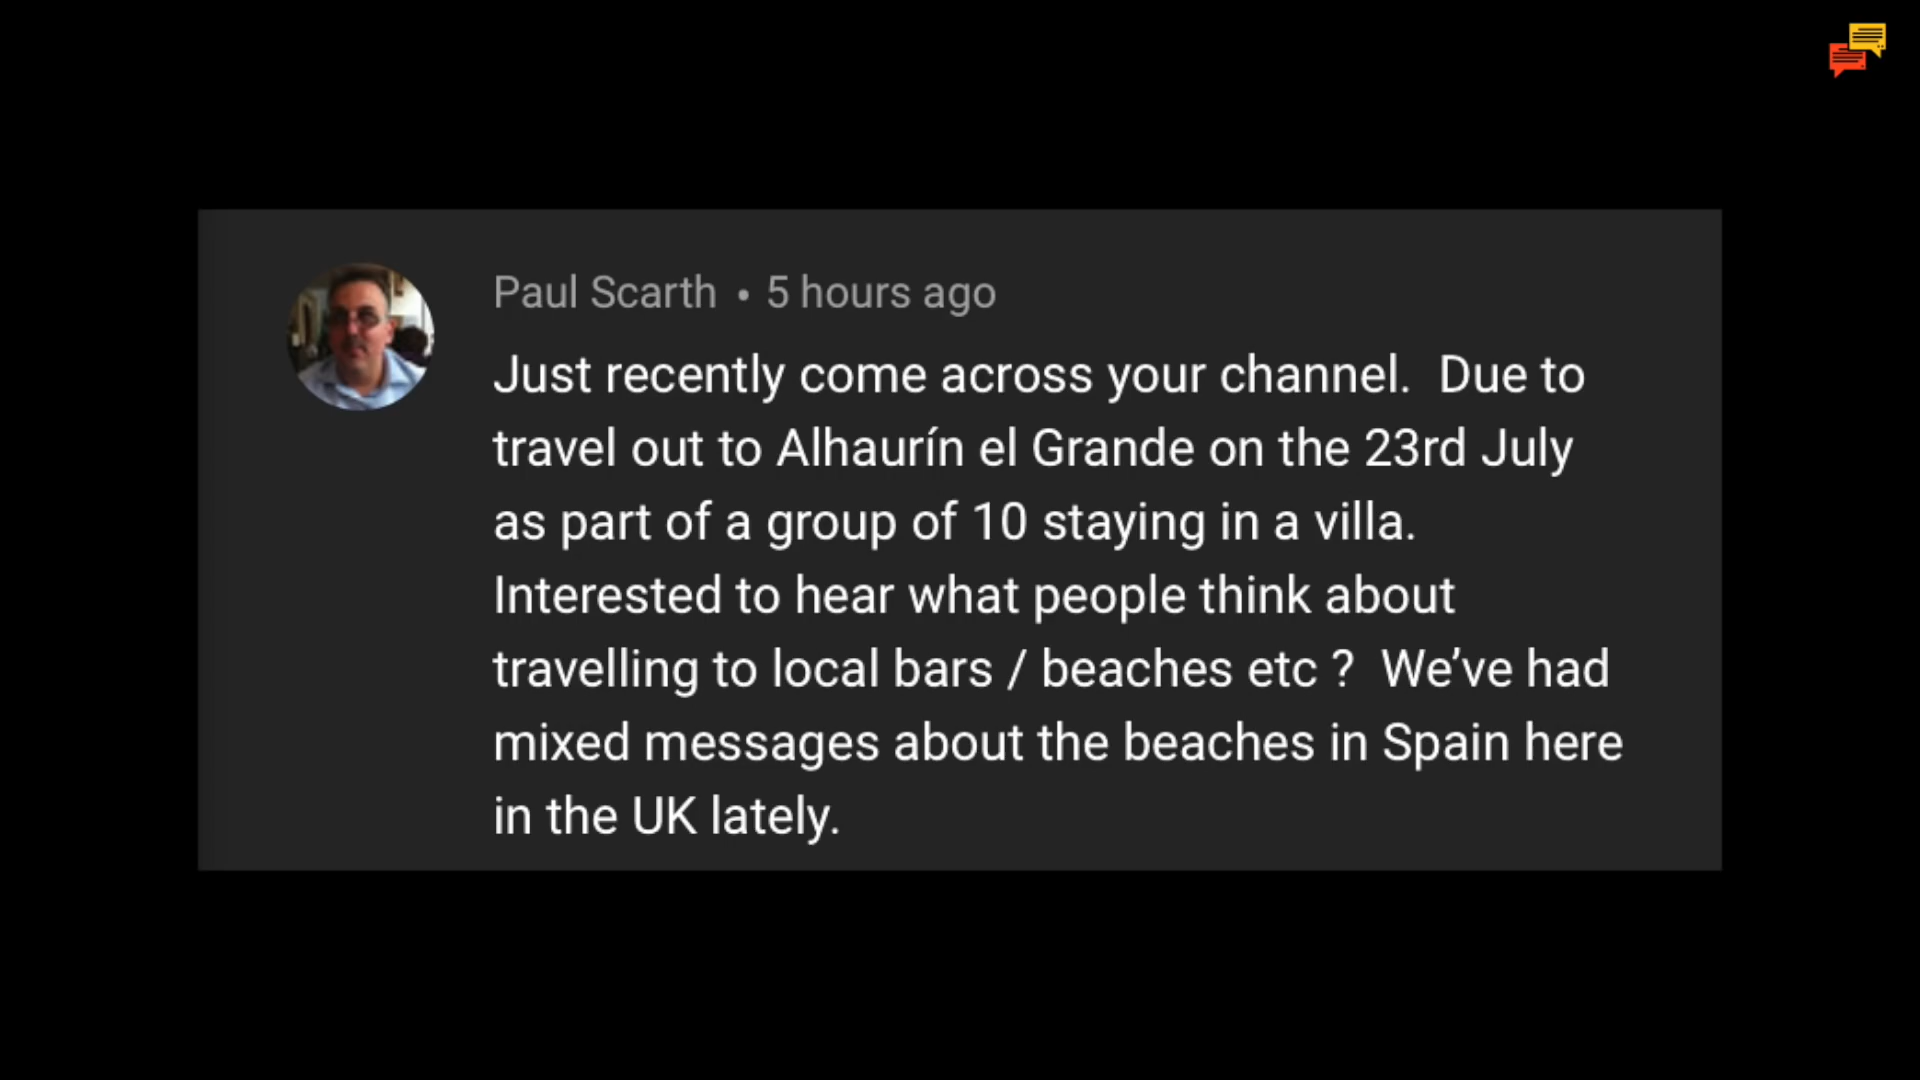 Paul Scarth • 5 hours ago
Just recently come across your channel.  Due to
travel out to Alhaurín el Grande on the 23rd July
as part of a group of 10 staying in a villa.
Interested to hear what people think about
travelling to local bars / beaches etc ?  We’ve had
mixed messages about the beaches in Spain here
in the UK lately.